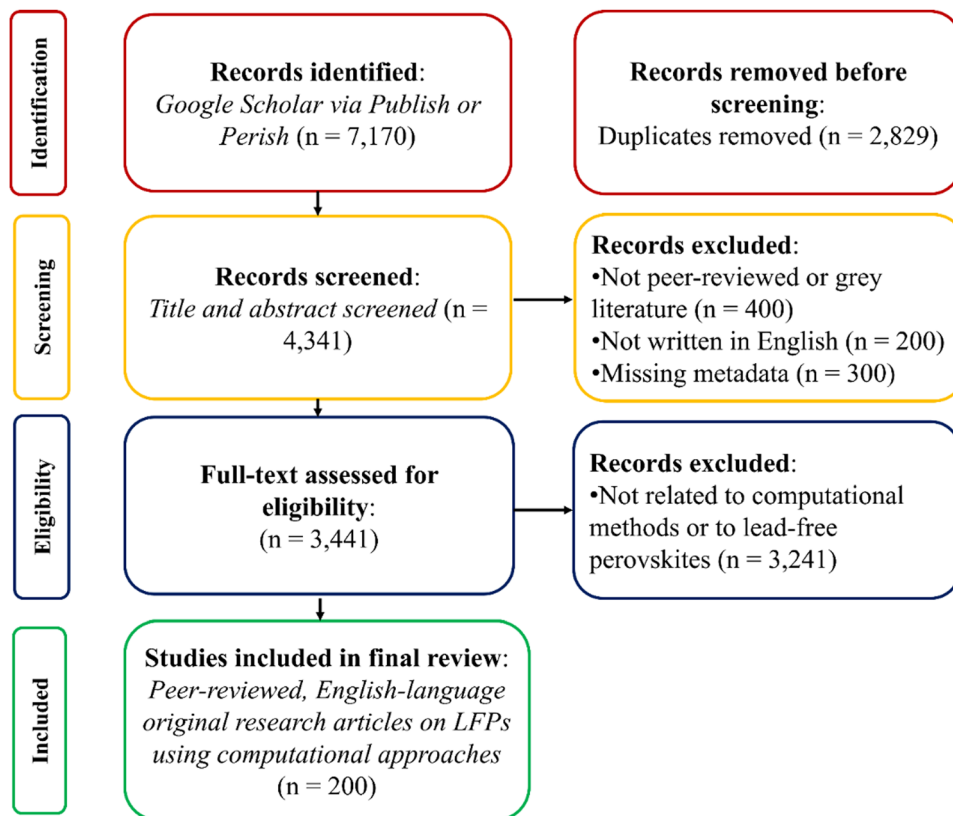 Identification
Records identified:
Google Scholar via Publish or
Perish (n = 7,170)
Records removed before
screening:
Duplicates removed (n = 2,829)
Screening
Records screened:
Title and abstract screened (n =
4,341)
Records excluded:
•Not peer-reviewed or grey
literature (n = 400)
•Not written in English (n = 200)
•Missing metadata (n = 300)
Eligibility
Full-text assessed for
eligibility:
(n = 3,441)
Records excluded:
•Not related to computational
methods or to lead-free
perovskites (n = 3,241)
Included
Studies included in final review:
Peer-reviewed, English-language
original research articles on LFPs
using computational approaches
(n = 200)